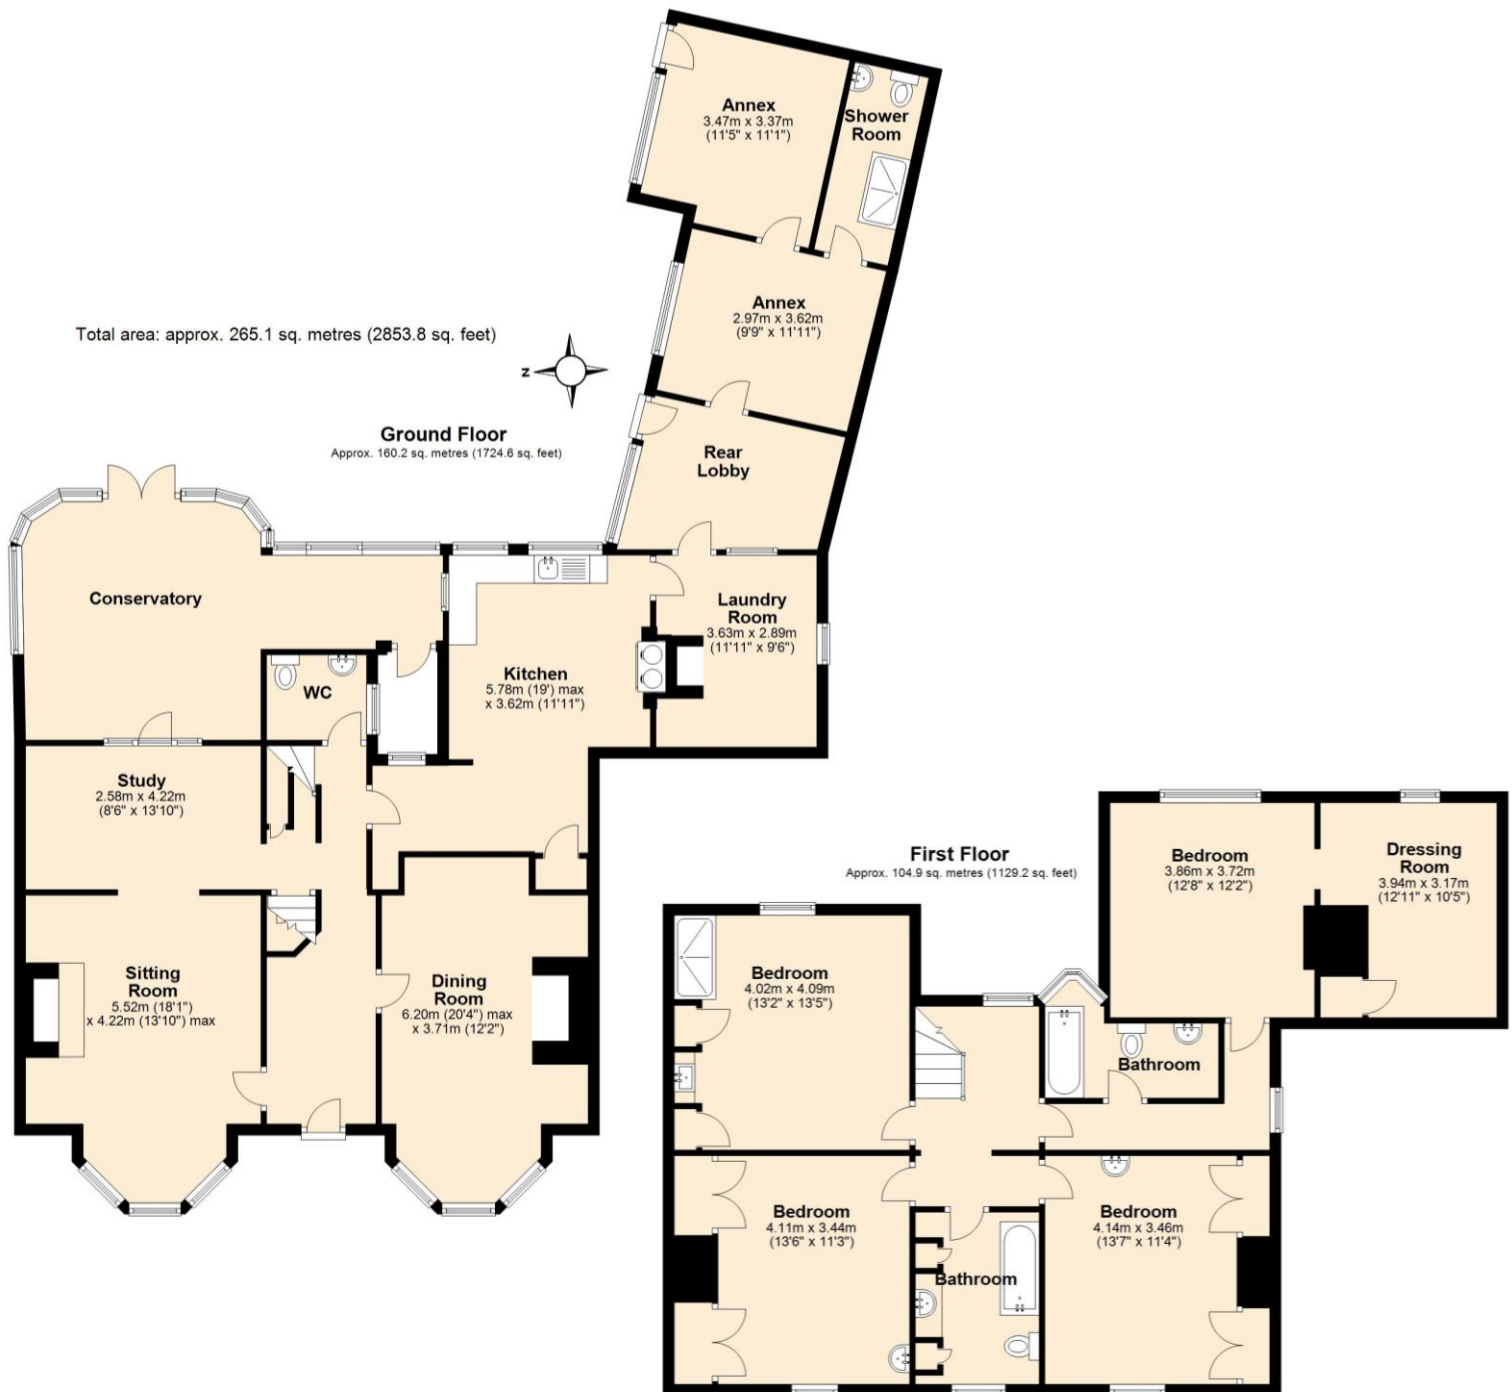 Annex
3.47m x 3.37m
(11'5" x 11'1")
Shower
Room
Annex
2.97m x 3.62m
(9'9" x 11'11")
Total area: approx. 265.1 sq. metres (2853.8 sq. feet)
z
Ground Floor
Approx. 160.2 sq. metres (1724.6 sq. feet)
Rear
Lobby
Conservatory
Laundry
Room
3.63m x 2.89m
(11'11" x 9'6")
Kitchen
5.78m (19') max
x 3.62m (11'11")
WC
Study
2.58m x 4.22m
(8'6" x 13'10")
Sitting
Room
5.52m (18'1")
x 4.22m (13'10") max
Dining
Room
6.20m (20'4") max
x 3.71m (12'2")
First Floor
Approx. 104.9 sq. metres (1129.2 sq. feet)
Bedroom
3.86m x 3.72m
(12'8" x 12'2")
Dressing
Room
3.94m x 3.17m
(12'11" x 10'5")
Bedroom
4.02m x 4.09m
(13'2" x 13'5")
Bathroom
Bedroom
4.11m x 3.44m
(13'6" x 11'3")
Bathroom
Bedroom
4.14m x 3.46m
(13'7" x 11'4")